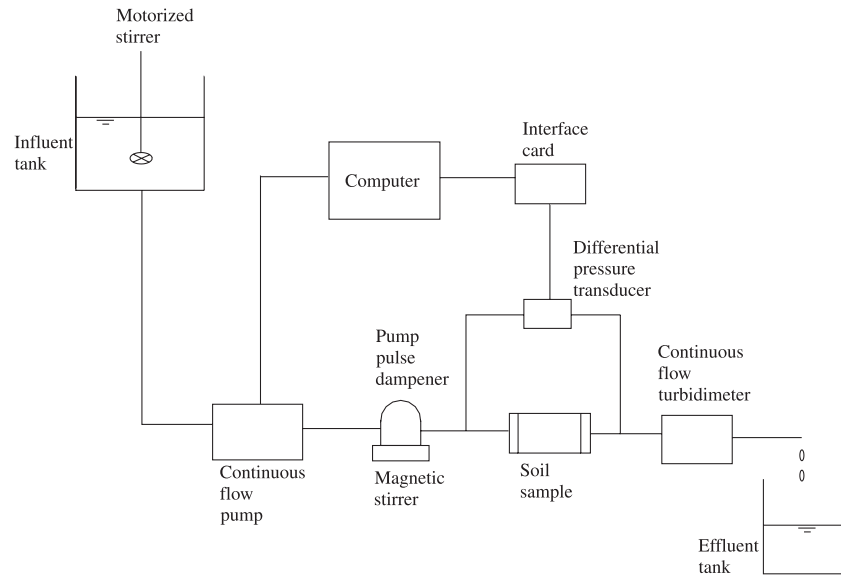 Motorized
stirrer
Influent
tank
Computer
Interface
card
Differential
pressure
transducer
Pump
pulse
dampener
Continuous
flow
turbidimeter
Continuous
flow
pump
Magnetic
stirrer
Soil
sample
Effluent
tank